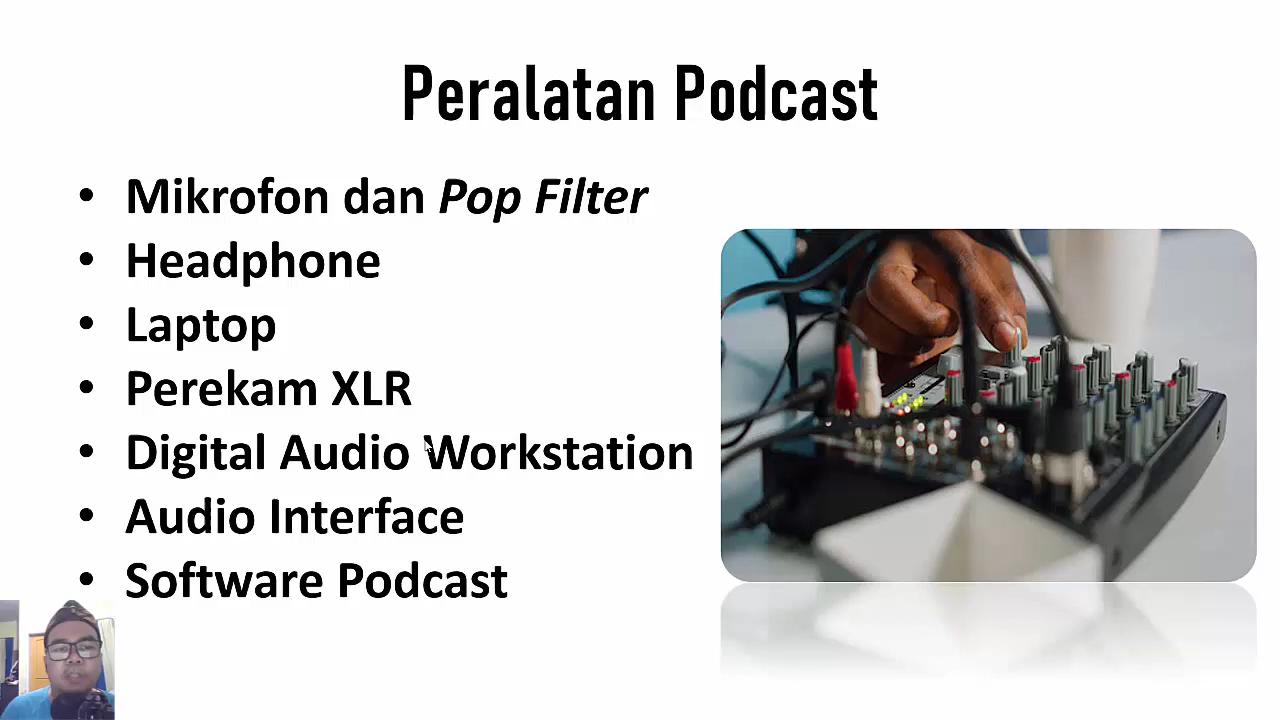 Peralatan Podcast
• Mikrofon dan Pop Filter
• Headphone
• Laptop
• Perekam XLR
• Digital Audio Workstation
• Audio Interface
• Software Podcast